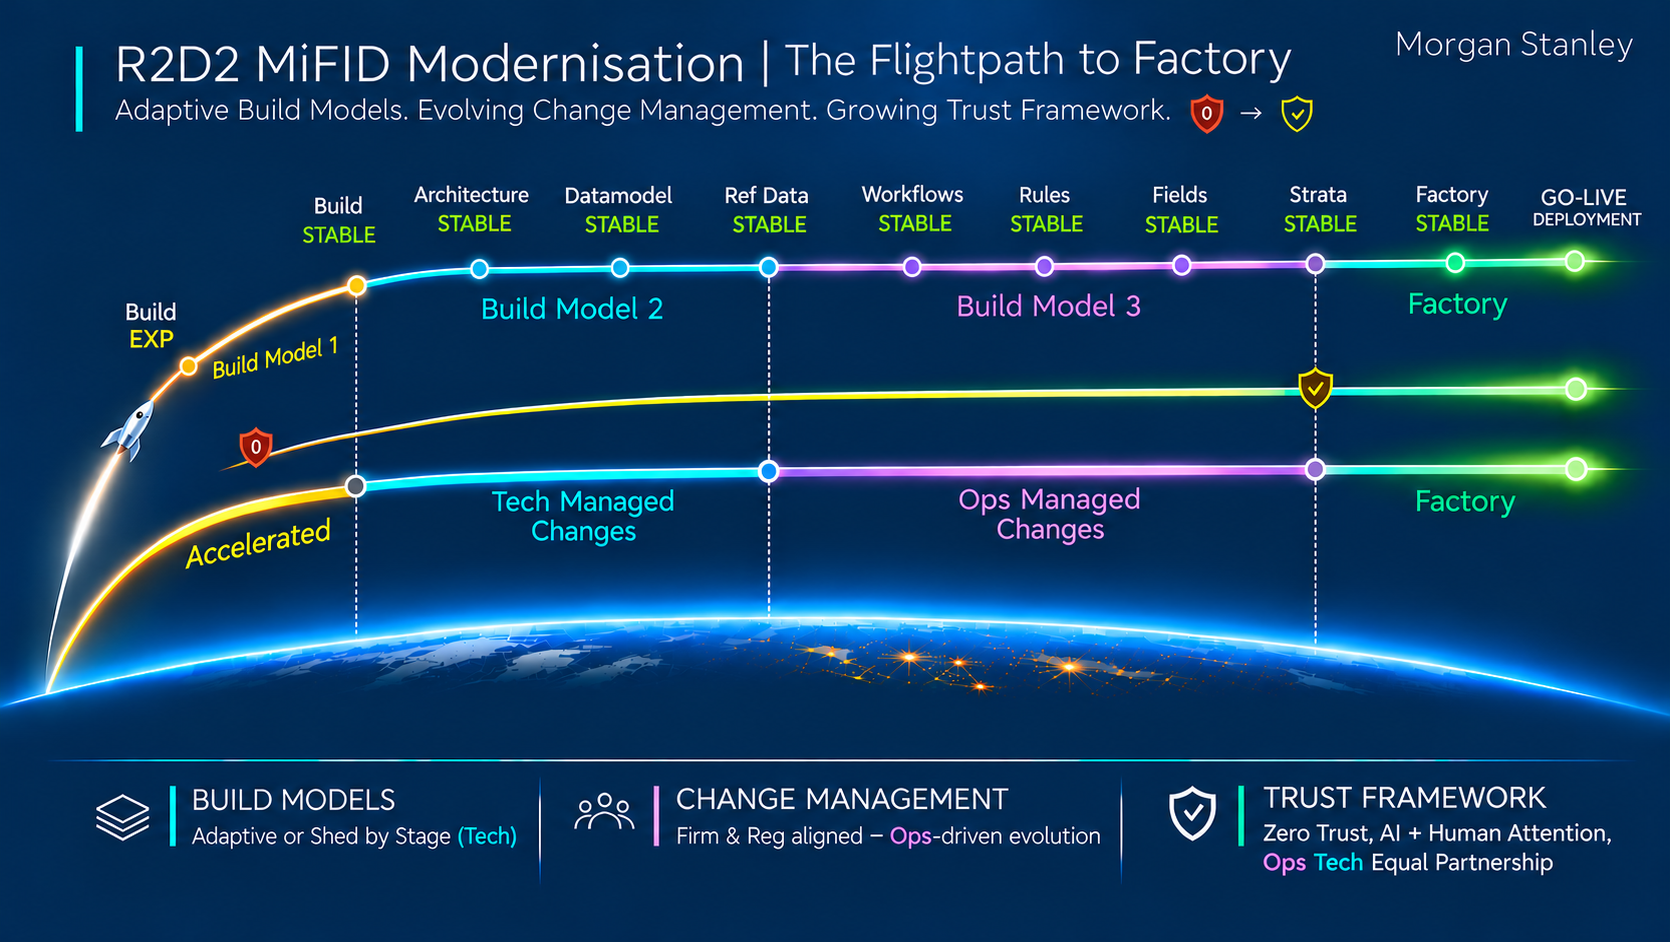 R2D2 MiFID Modernisation | The Flightpath to Factory
Morgan Stanley
Adaptive Build Models. Evolving Change Management. Growing Trust Framework. 0 →
Build
STABLE
Architecture
STABLE
Datamodel
STABLE
Ref Data
STABLE
Workflows
STABLE
Rules
STABLE
Fields
STABLE
Strata
STABLE
Factory
STABLE
GO-LIVE
DEPLOYMENT
Build
EXP
Build Model 1
Build Model 2
Build Model 3
Factory
0
Accelerated
Tech Managed
Changes
Ops Managed
Changes
Factory
BUILD MODELS
Adaptive or Shed by Stage (Tech)
CHANGE MANAGEMENT
Firm & Reg aligned – Ops-driven evolution
TRUST FRAMEWORK
Zero Trust, AI + Human Attention,
Ops Tech Equal Partnership